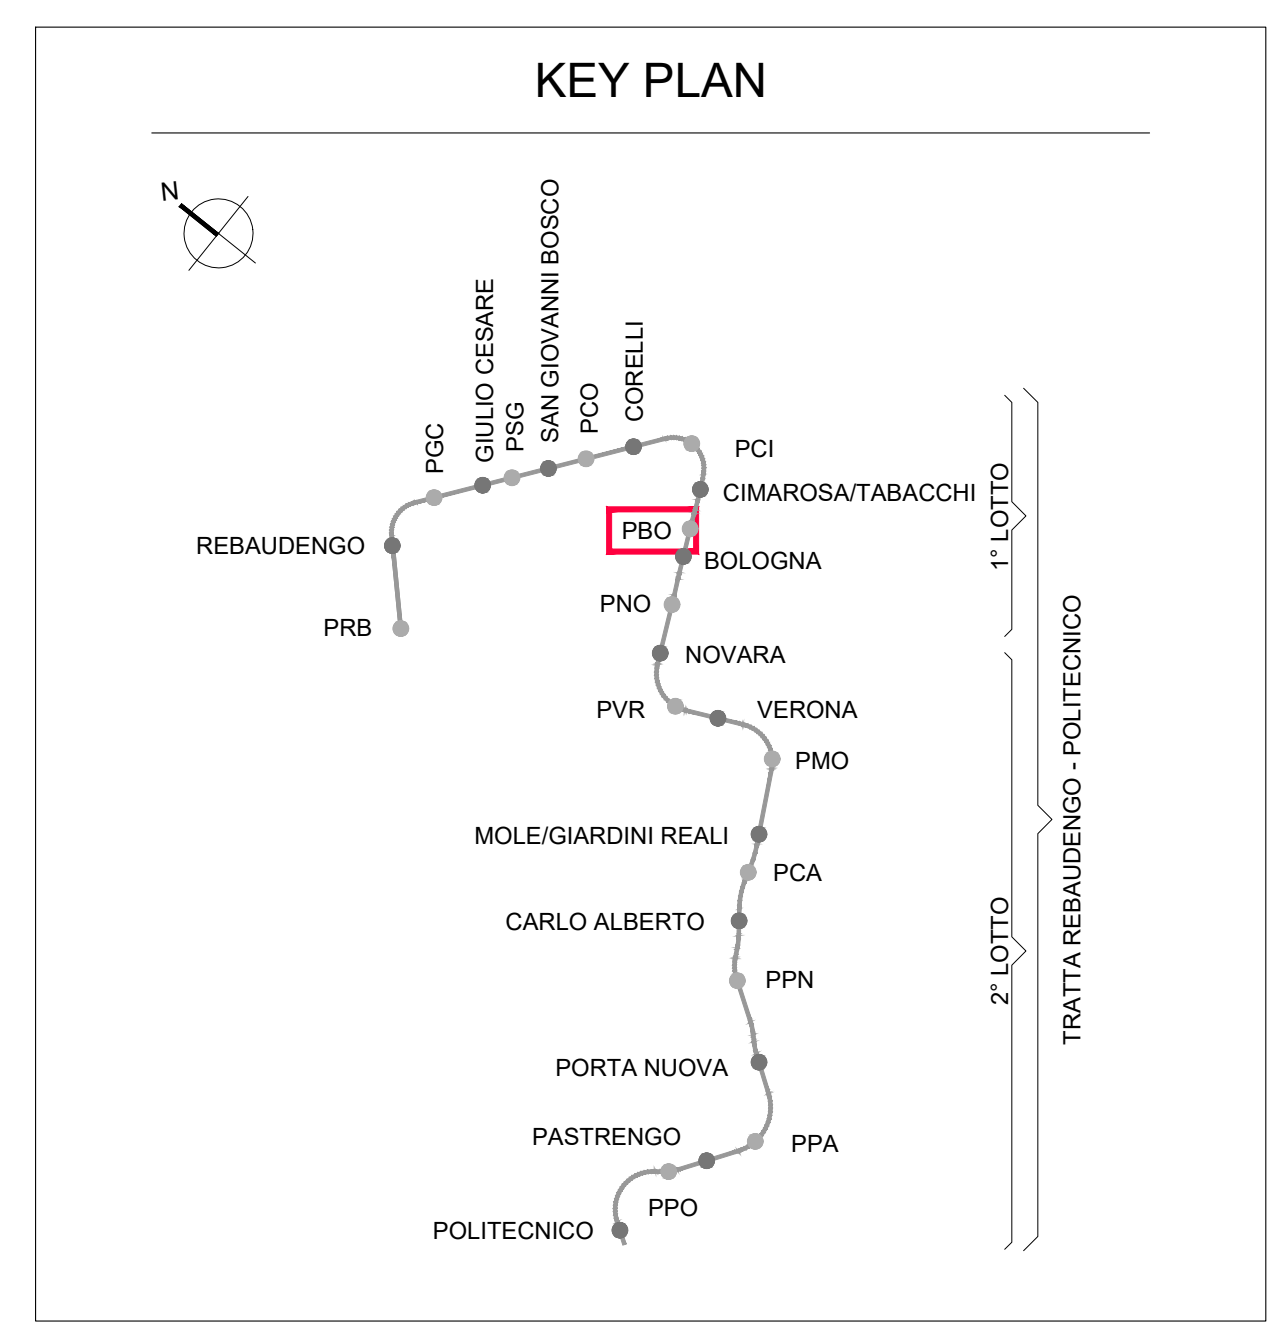 KEY PLAN
N
PGC
GIULIO CESARE
PSG
SAN GIOVANNI BOSCO
PCO
CORELLI
PCI
CIMAROSA/TABACCHI
PBO
REBAUDENGO
BOLOGNA
PNO
PRB
NOVARA
PVR
VERONA
PMO
MOLE/GIARDINI REALI
PCA
CARLO ALBERTO
PPN
PORTA NUOVA
PASTRENGO
PPA
PPO
POLITECNICO
1° LOTTO
2° LOTTO
TRATTA REBAUDENGO - POLITECNICO